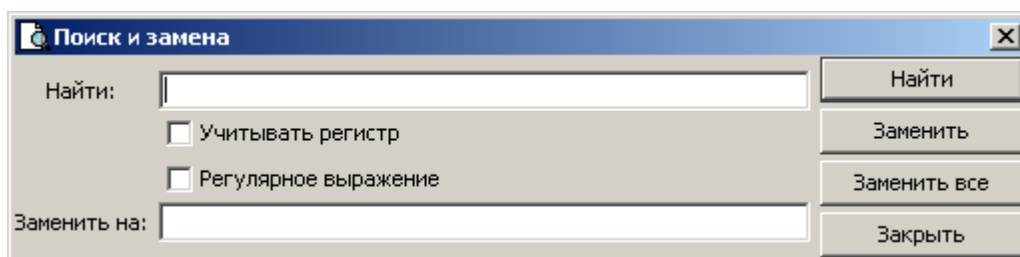 Поиск и замена
Найти:
Найти
Учитывать регистр
Заменить
Регулярное выражение
Заменить все
Заменить на:
Закрыть